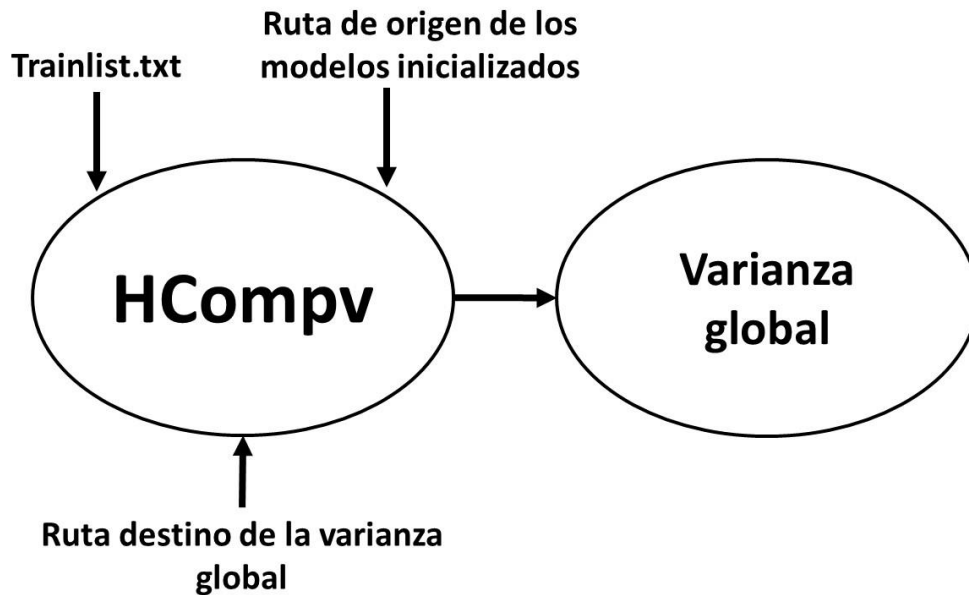 Trainlist.txt
Ruta de origen de los
modelos inicializados
HCompv
Varianza
global
Ruta destino de la varianza
global